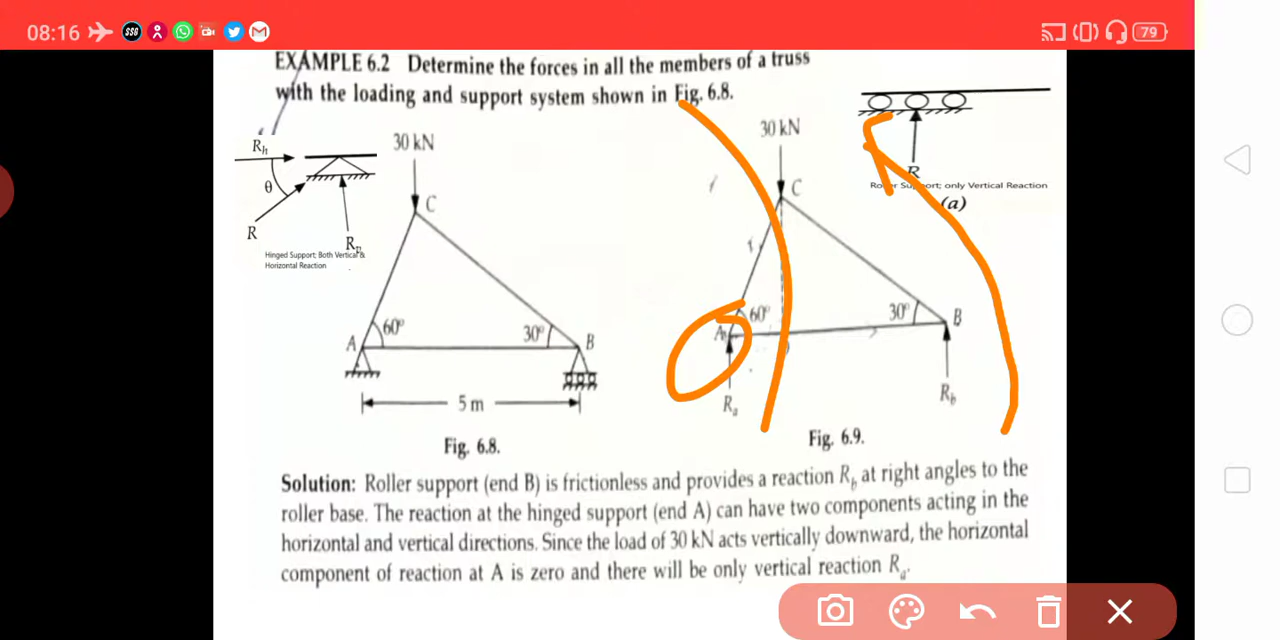 08:16
79
EXAMPLE 6.2 Determine the forces in all the members of a truss
with the loading and support system shown in Fig. 6.8.
Rh
θ
R
Hinged Support; Both Vertical &
Horizontal Reaction
30 kN
C
60°
30°
A
B
5 m
Fig. 6.8.
30 kN
C
60°
30°
A
B
Ra
Rb
Fig. 6.9.
R
Roller Support; only Vertical Reaction
(a)
Solution: Roller support (end B) is frictionless and provides a reaction Rb at right angles to the
roller base. The reaction at the hinged support (end A) can have two components acting in the
horizontal and vertical directions. Since the load of 30 kN acts vertically downward, the horizontal
component of reaction at A is zero and there will be only vertical reaction Ra.